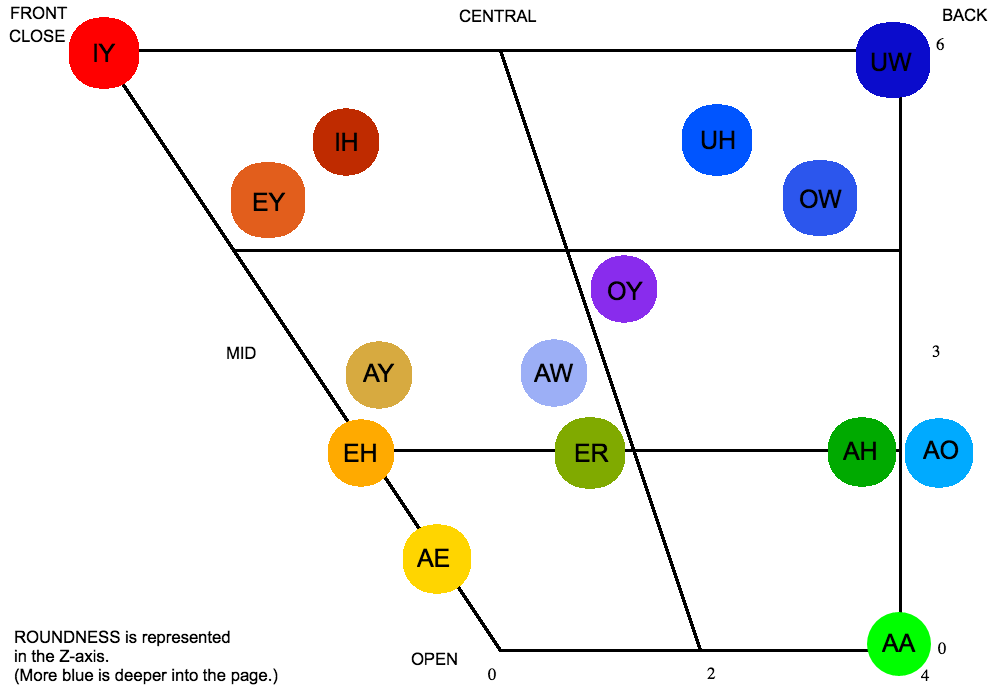 FRONT
CENTRAL
BACK
CLOSE
IY
6
UW
IH
UH
EY
OW
OY
MID
3
AY
AW
EH
ER
AH
AO
AE
ROUNDNESS is represented
in the Z-axis.
(More blue is deeper into the page.)
OPEN
AA
0
0
2
4